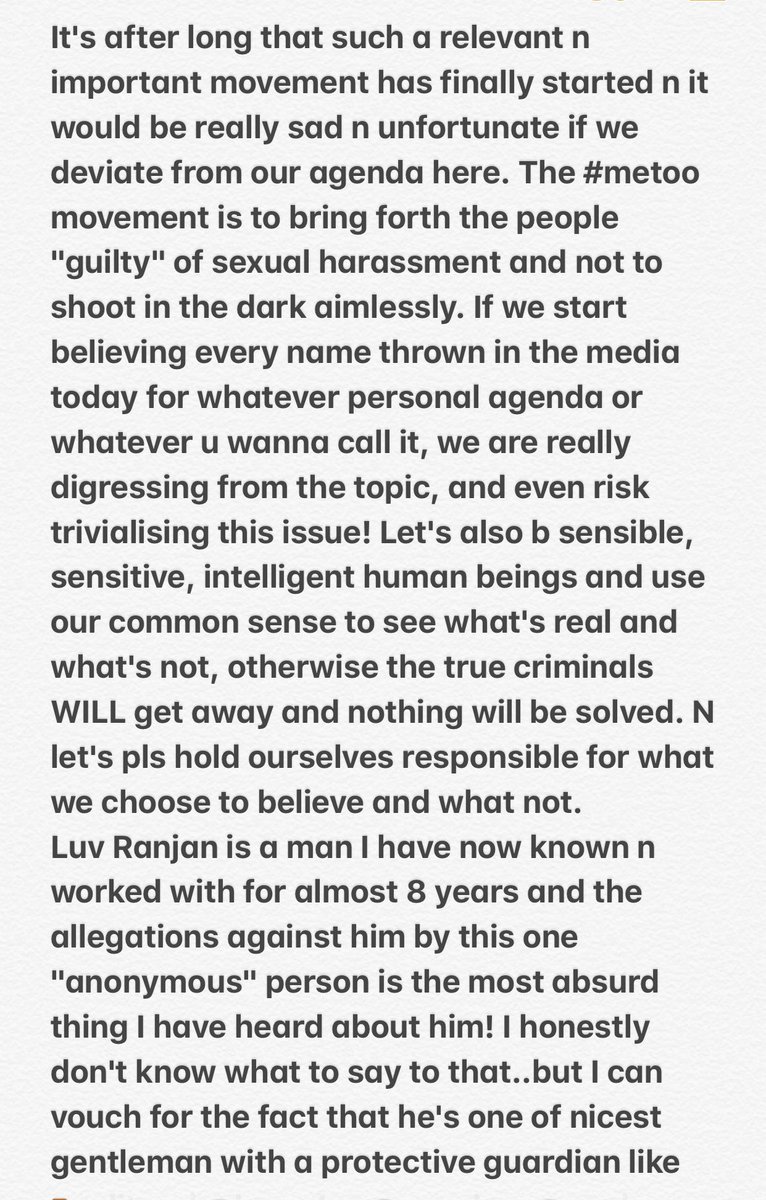 It's after long that such a relevant n
important movement has finally started n it
would be really sad n unfortunate if we
deviate from our agenda here. The #metoo
movement is to bring forth the people
"guilty" of sexual harassment and not to
shoot in the dark aimlessly. If we start
believing every name thrown in the media
today for whatever personal agenda or
whatever u wanna call it, we are really
digressing from the topic, and even risk
trivialising this issue! Let's also b sensible,
sensitive, intelligent human beings and use
our common sense to see what's real and
what's not, otherwise the true criminals
WILL get away and nothing will be solved. N
let's pls hold ourselves responsible for what
we choose to believe and what not.
Luv Ranjan is a man I have now known n
worked with for almost 8 years and the
allegations against him by this one
"anonymous" person is the most absurd
thing I have heard about him! I honestly
don't know what to say to that..but I can
vouch for the fact that he's one of nicest
gentleman with a protective guardian like